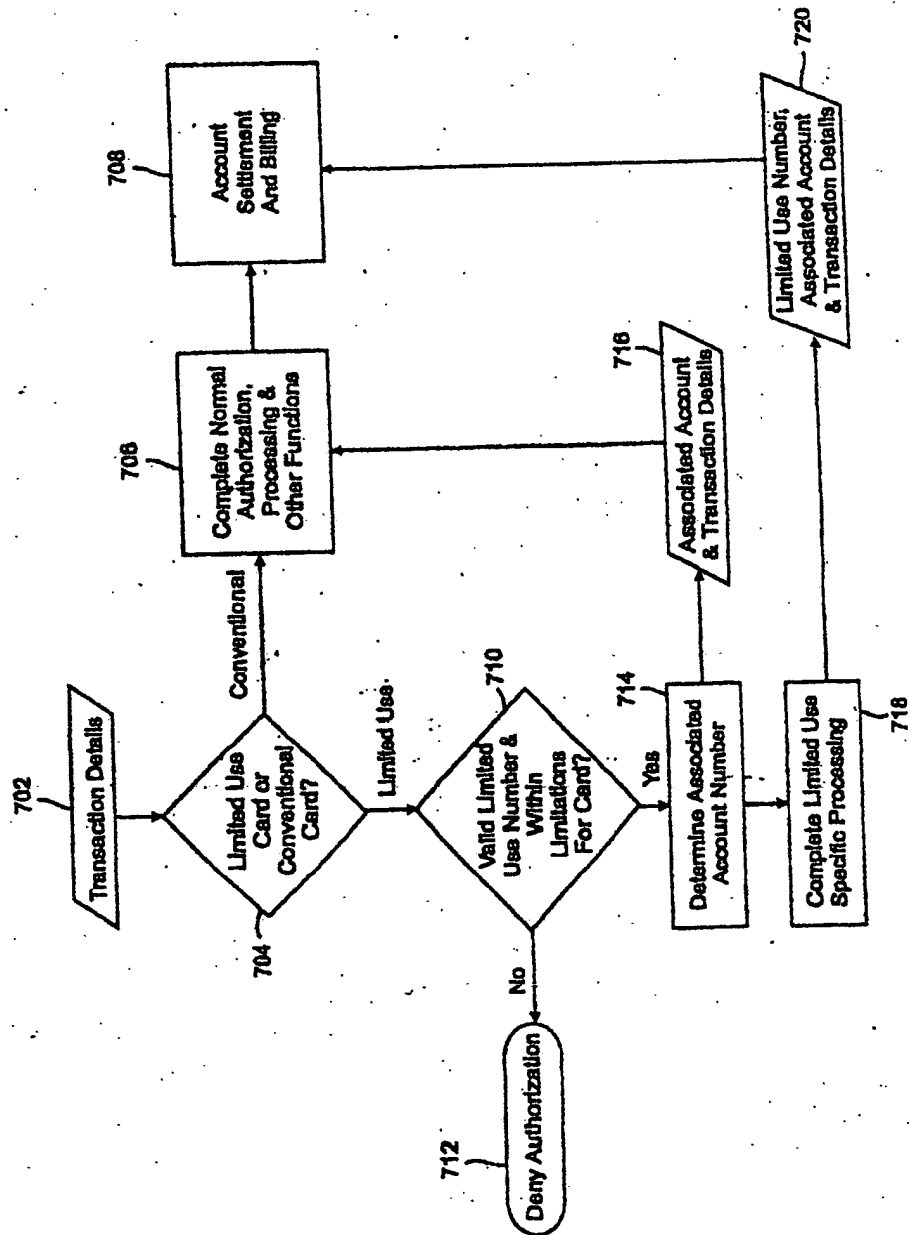 702
Transaction Details
Limited Use
Card or
Conventional
Card?
704
Conventional
706
Complete Normal
Authorization,
Processing &
Other Functions
708
Account
Settlement
And Billing
Limited Use
710
Valid Limited
Use Number &
Within
Limitations
For Card?
No
712
Deny Authorization
Yes
714
Determine Associated
Account Number
716
Associated Account
& Transaction Details
Complete Limited Use
Specific Processing
718
720
Limited Use Number,
Associated Account
& Transaction Details